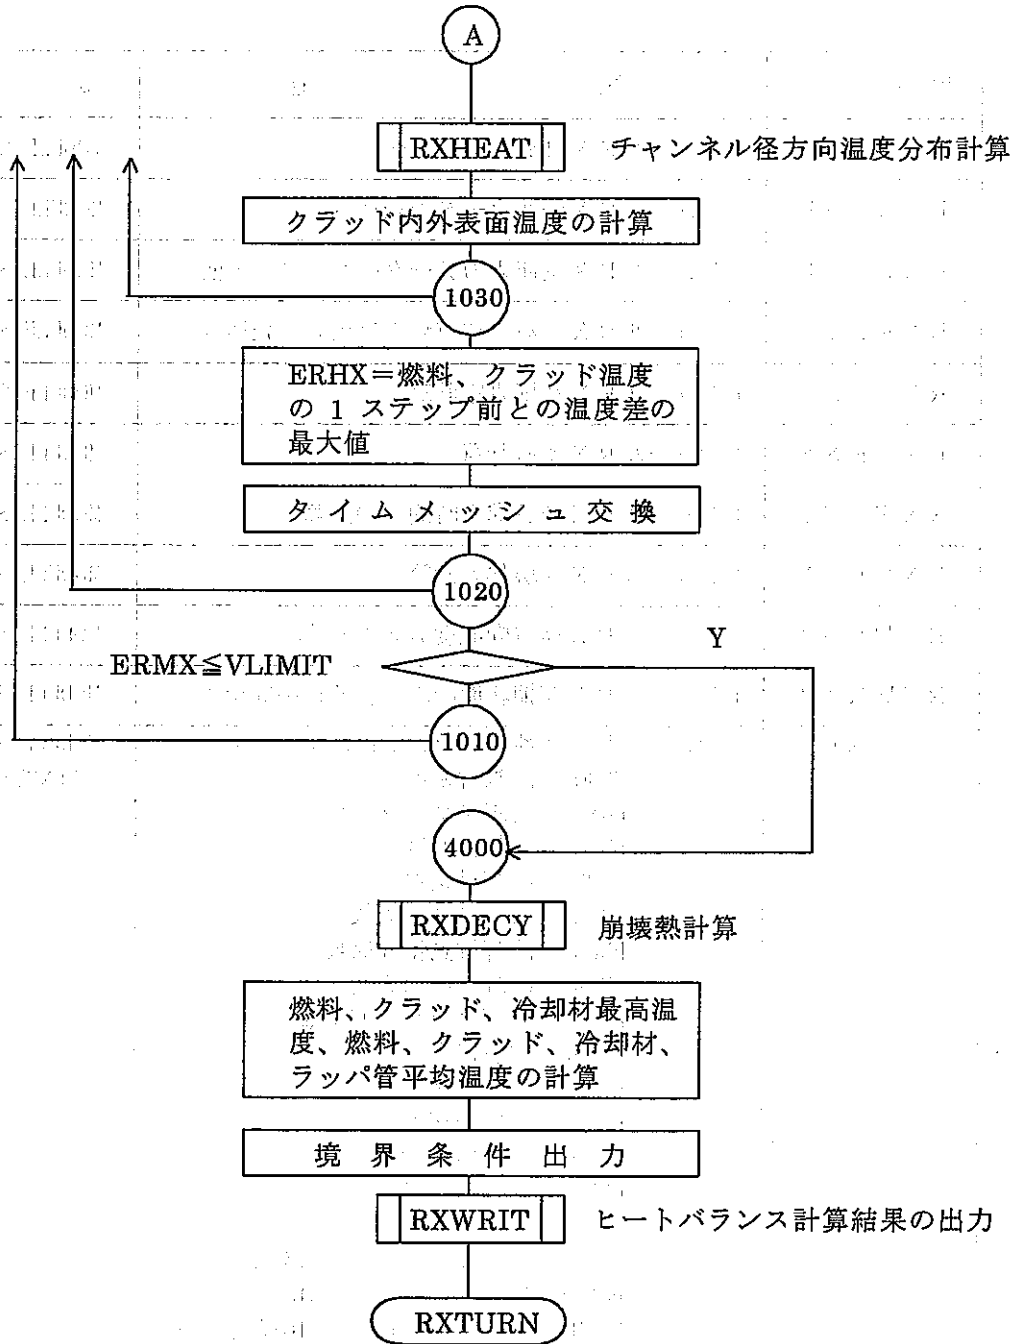 A
RXHEAT チャンネル径方向温度分布計算
クラッド内外表面温度の計算
1030
ERHX=燃料、クラッド温度
の 1 ステップ前との温度差の
最大値
タイムメッシュ交換
1020
Y
ERMX≦VLIMIT
1010
4000
RXDECY 崩壊熱計算
燃料、クラッド、冷却材最高温
度、燃料、クラッド、冷却材、
ラッパ管平均温度の計算
境界条件出力
RXWRIT ヒートバランス計算結果の出力
RXTURN